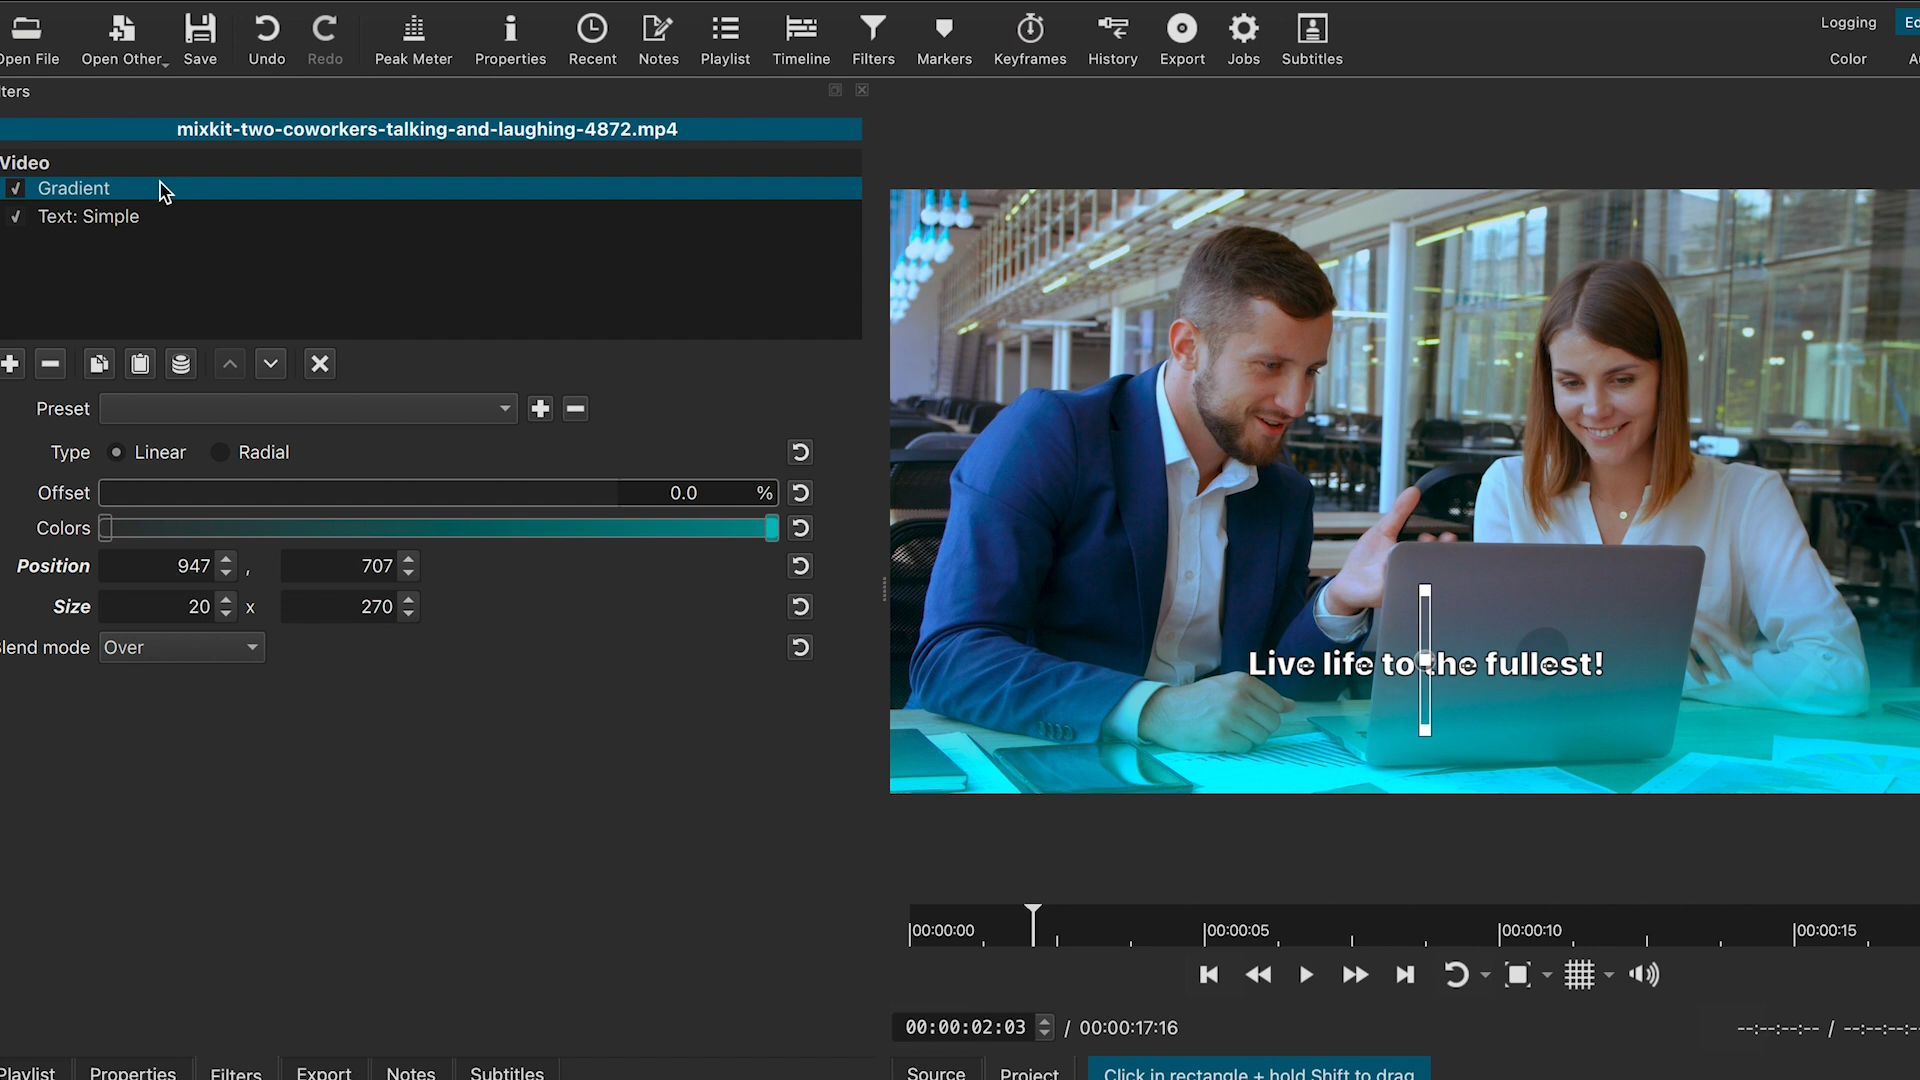 Open File Open Other Save Undo Redo Peak Meter Properties Recent Notes Playlist Timeline Filters Markers Keyframes History Export Jobs Subtitles
Logging
Color
ters
mixkit-two-coworkers-talking-and-laughing-4872.mp4
Video
Gradient
Text: Simple
Preset
Type Linear Radial
Offset 0.0 %
Colors
Position 947 , 707
Size 20 x 270
lend mode Over
Live life to the fullest!
00:00:00 00:00:05 00:00:10 00:00:15
00:00:02:03 / 00:00:17:16
--:--:--:-- / --:--:--:-
Playlist Properties Filters Export Notes Subtitles
Source Project Click in rectangle + hold Shift to drag